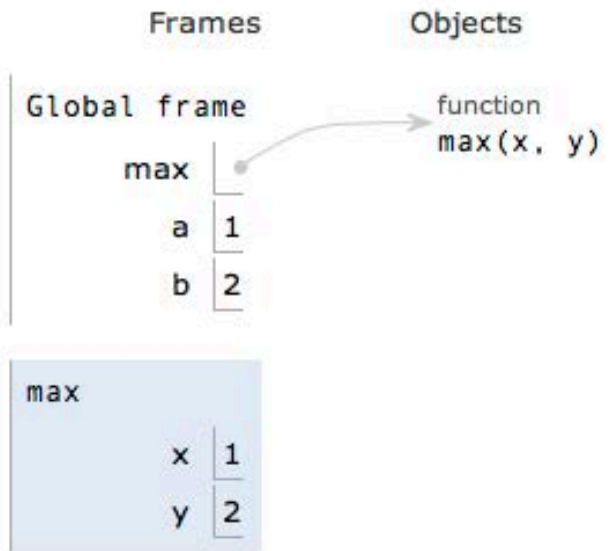 Frames Objects
Global frame
function
max(x, y)
max
a 1
b 2
max
x 1
y 2